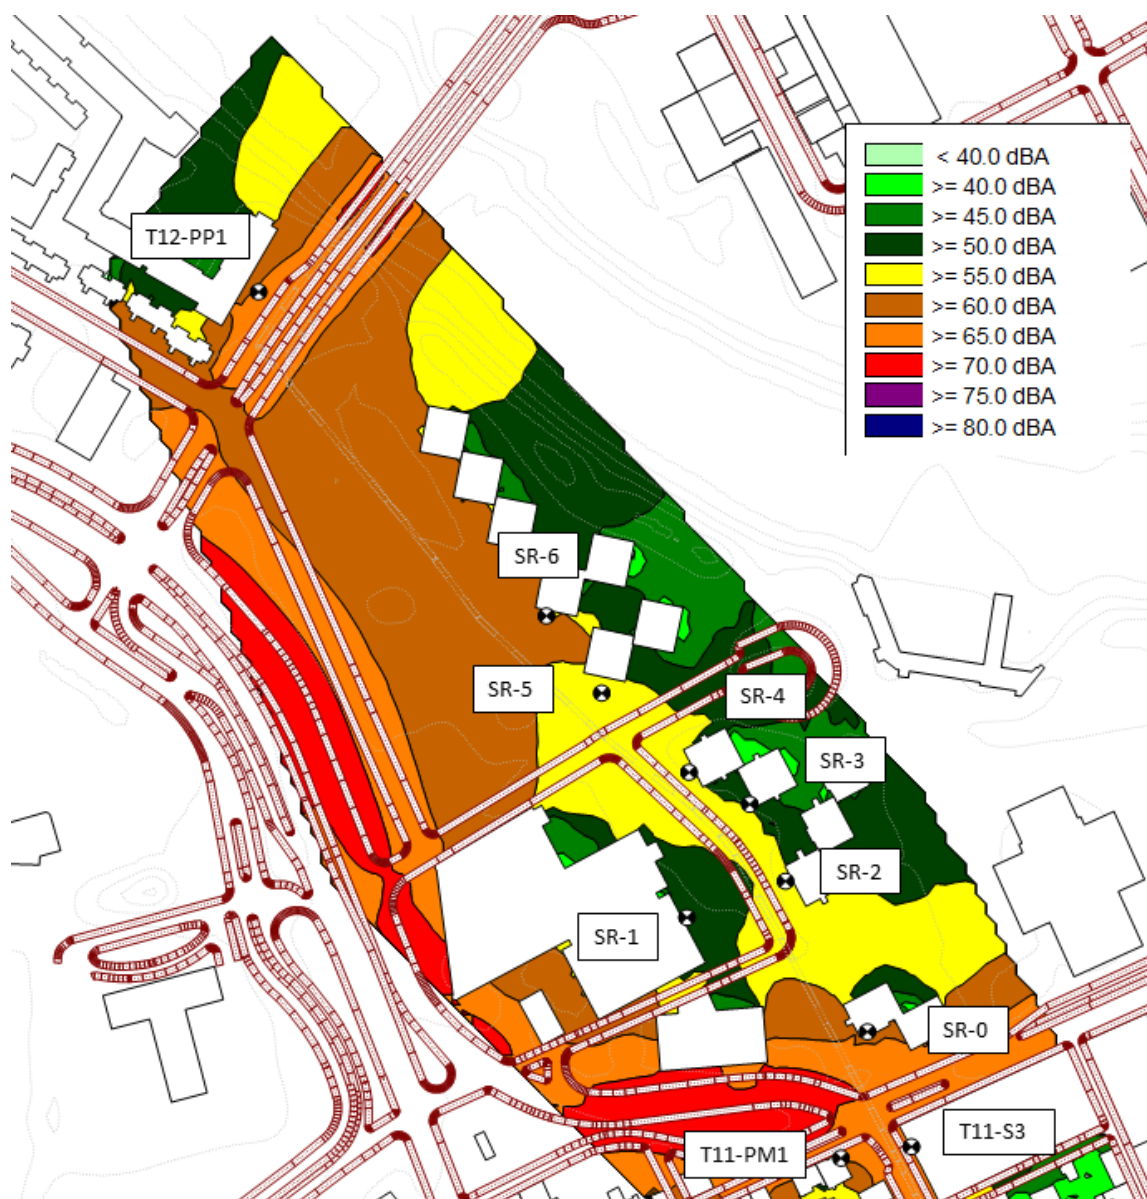 < 40.0 dBA
>= 40.0 dBA
>= 45.0 dBA
>= 50.0 dBA
>= 55.0 dBA
>= 60.0 dBA
>= 65.0 dBA
>= 70.0 dBA
>= 75.0 dBA
>= 80.0 dBA
T12-PP1
SR-6
SR-5
SR-4
SR-3
SR-2
SR-1
SR-0
T11-S3
T11-PM1